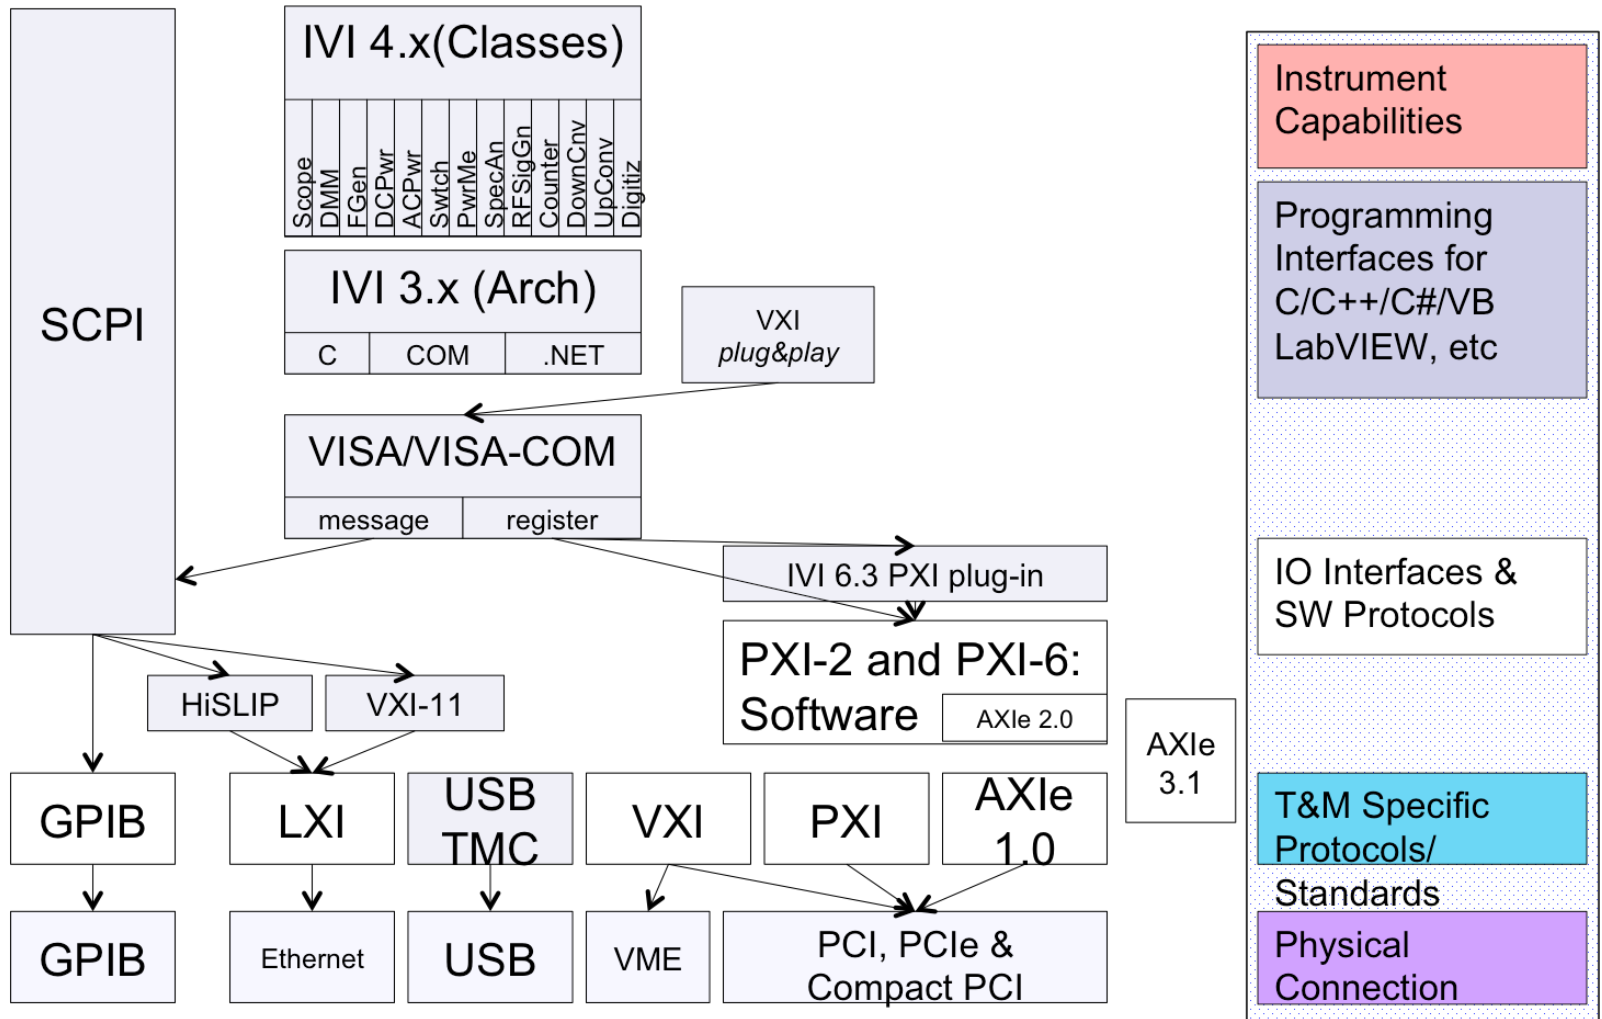 SCPI
IVI 4.x(Classes)
Scope
DMM
FGen
DCPwr
ACPwr
Swtch
PwrMe
SpecAn
RFSigGn
Counter
DownCnv
UpConv
Digitiz
IVI 3.x (Arch)
C
COM
.NET
VXI
plug&play
VISA/VISA-COM
message
register
IVI 6.3 PXI plug-in
PXI-2 and PXI-6:
Software
AXIe 2.0
HiSLIP
VXI-11
AXIe
3.1
GPIB
LXI
USB
TMC
VXI
PXI
AXIe
1.0
GPIB
Ethernet
USB
VME
PCI, PCIe &
Compact PCI
Instrument
Capabilities
Programming
Interfaces for
C/C++/C#/VB
LabVIEW, etc
IO Interfaces &
SW Protocols
T&M Specific
Protocols/
Standards
Physical
Connection